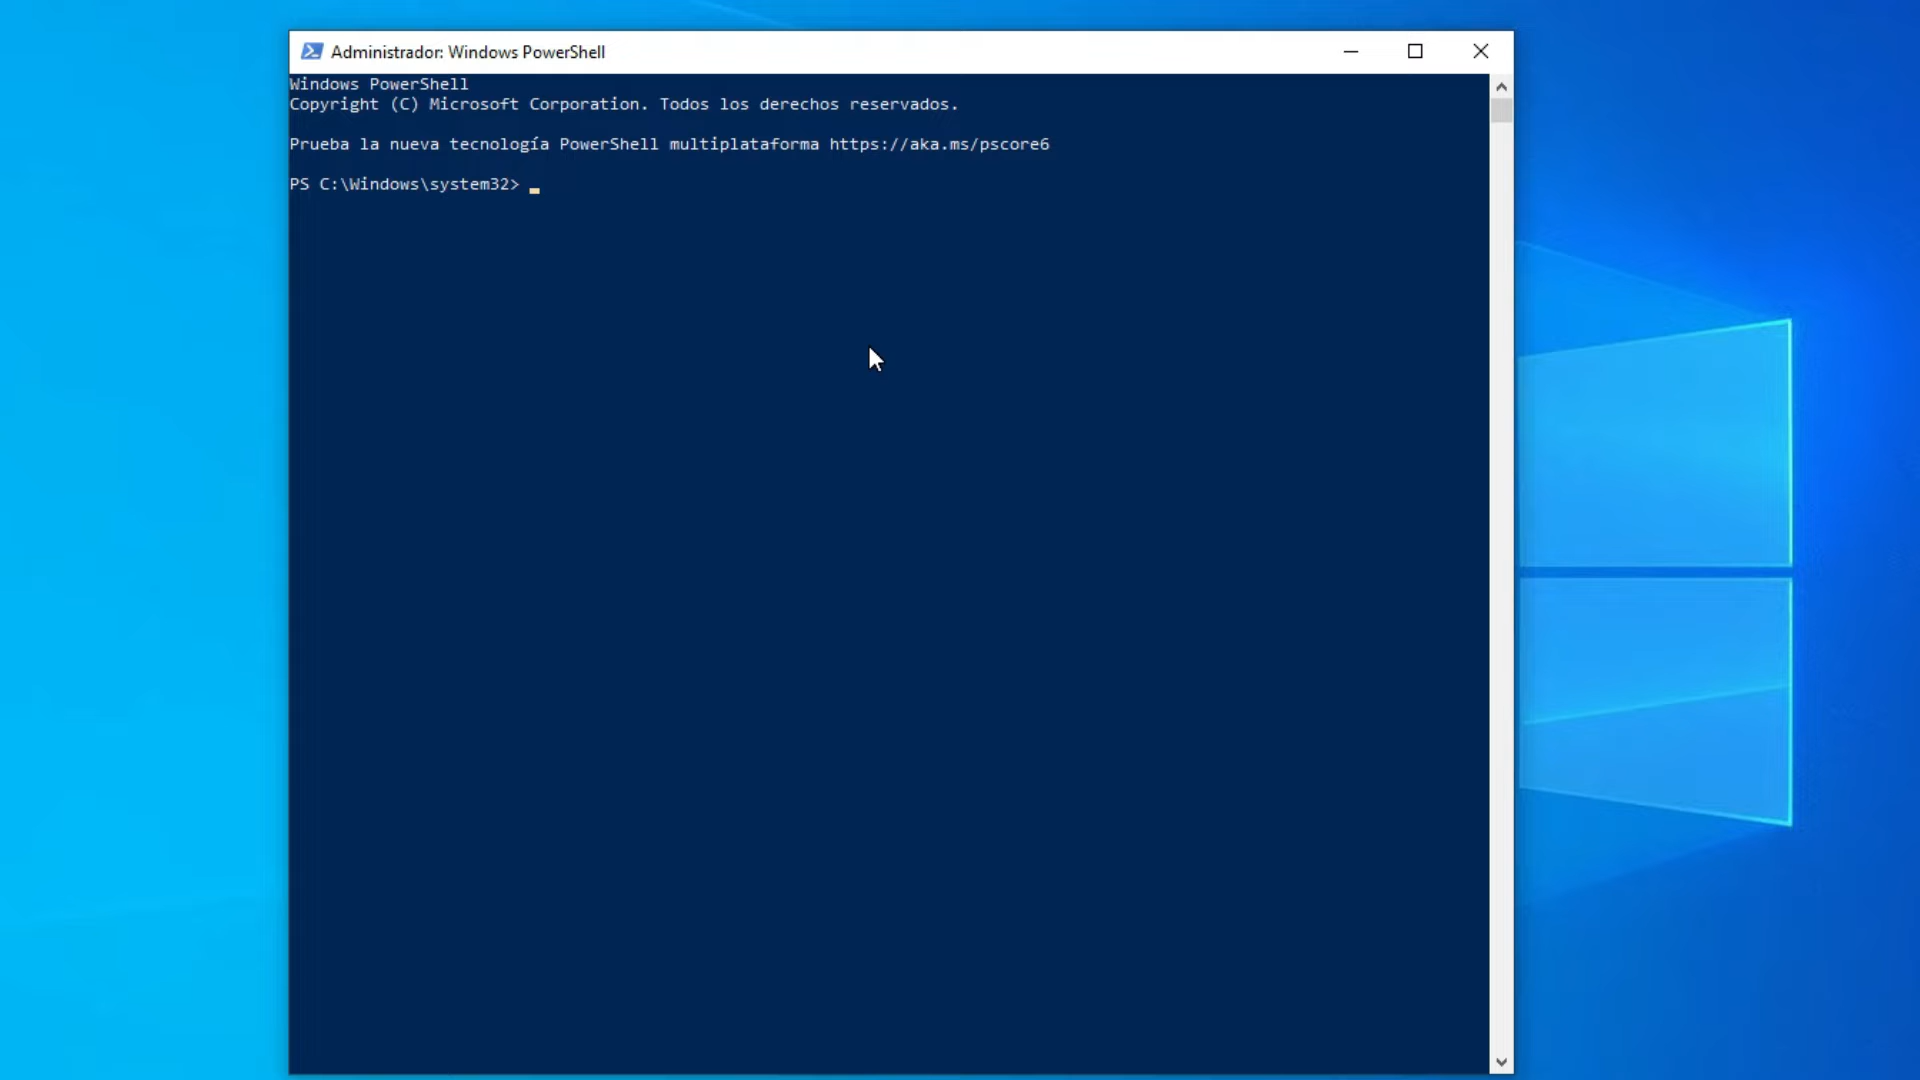 Administrador: Windows PowerShell
Windows PowerShell
Copyright (C) Microsoft Corporation. Todos los derechos reservados.
Prueba la nueva tecnología PowerShell multiplataforma https://aka.ms/pscore6
PS C:\Windows\system32>